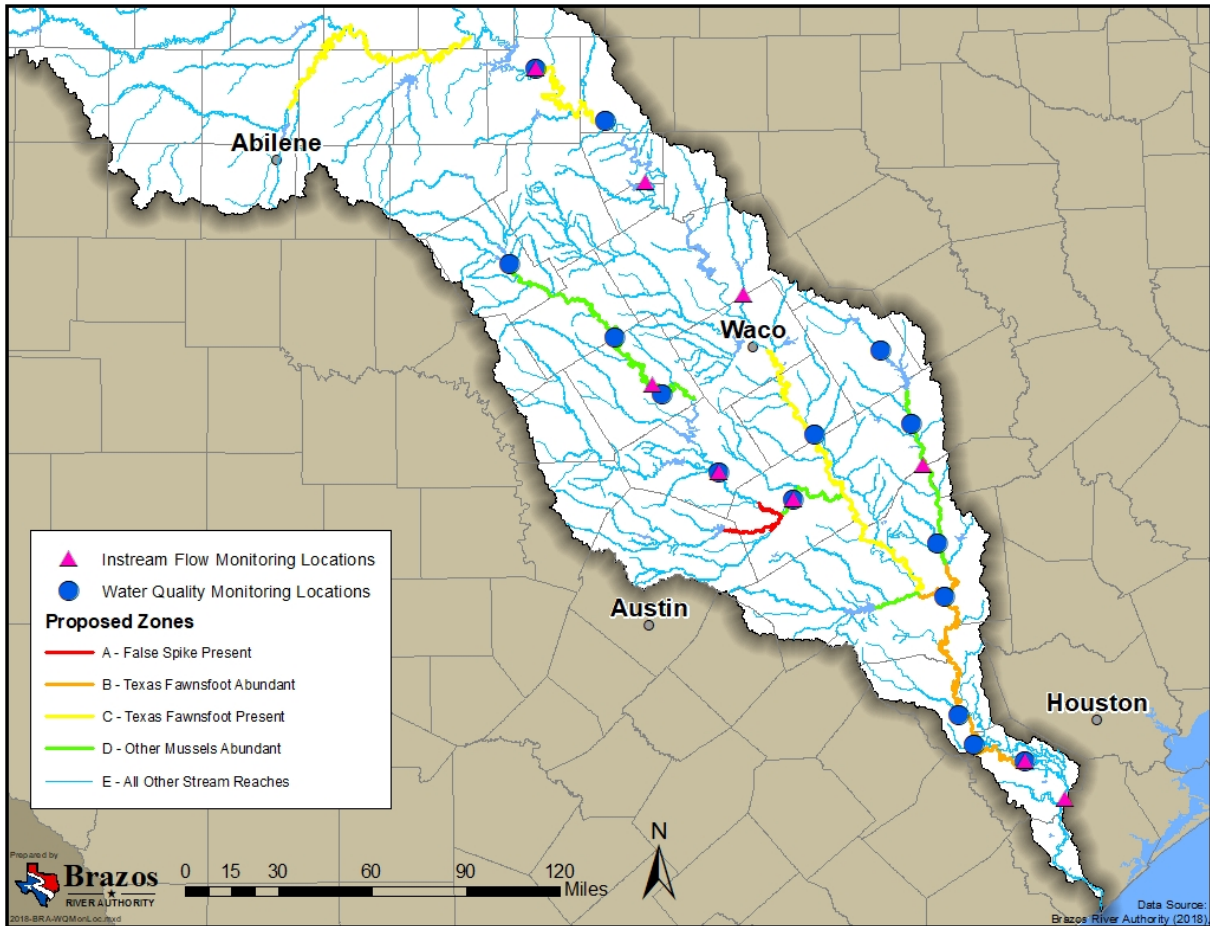 Abilene
Waco
Austin
Houston
Instream Flow Monitoring Locations
Water Quality Monitoring Locations
Proposed Zones
A - False Spike Present
B - Texas Fawnsfoot Abundant
C - Texas Fawnsfoot Present
D - Other Mussels Abundant
E - All Other Stream Reaches
Prepared by
Brazos
RIVER AUTHORITY
2018-BRA-WQMonLoc.mxd
0 15 30 60 90 120
Miles
N
Data Source:
Brazos River Authority (2018),